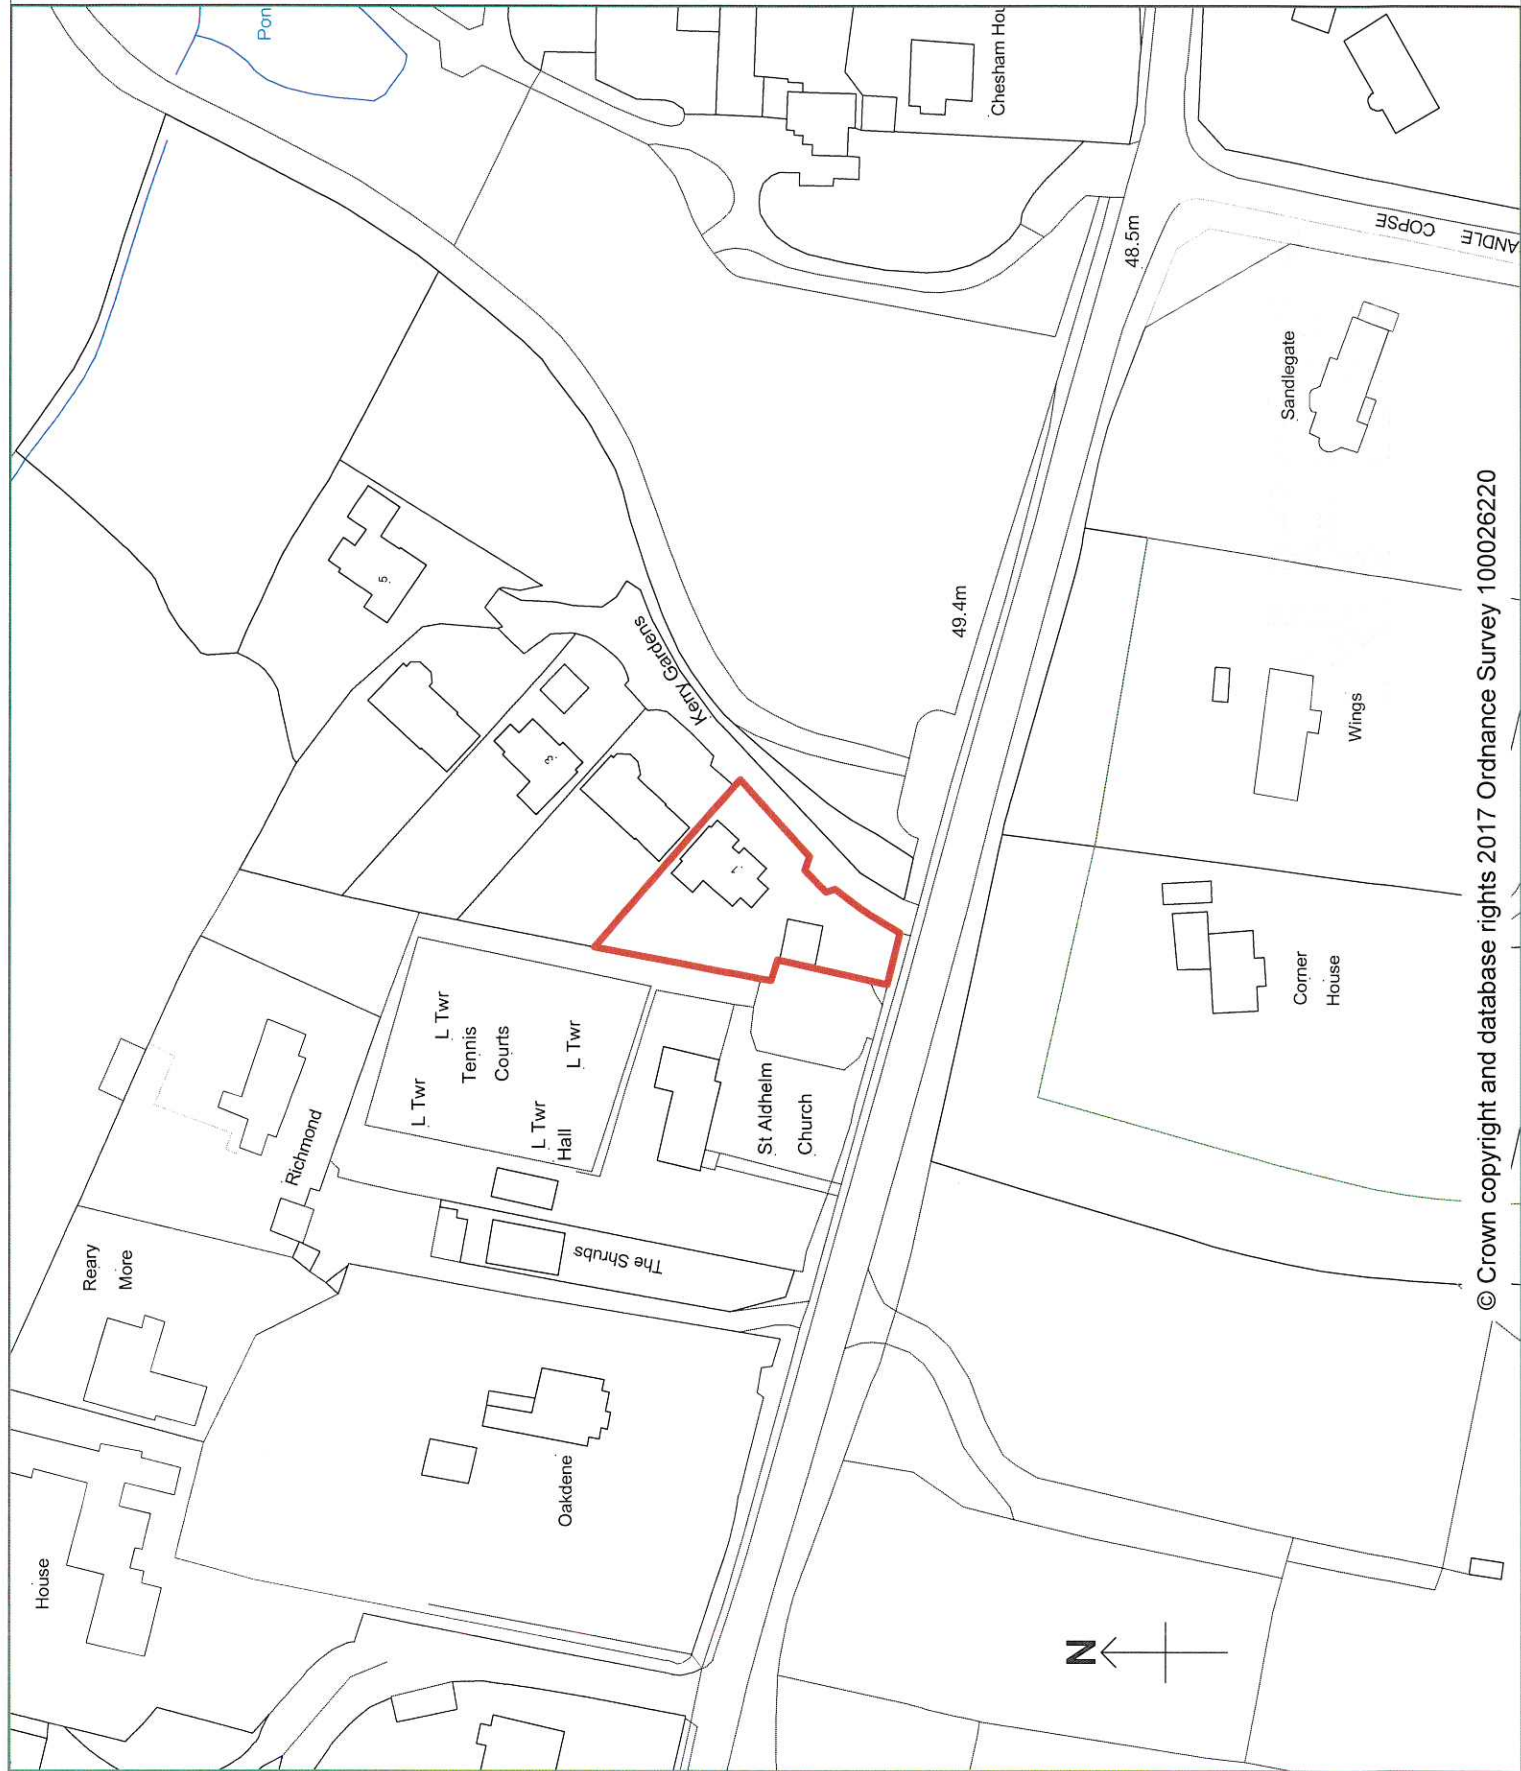 House
Reary
More
Richmond
Pon
Oakdene
The Shrubs
L Twr
Hall
L Twr
L Twr
Tennis
Courts
L Twr
St Aldhelm
Church
1
3
5
Kerry Gardens
Chesham Hou
49.4m
48.5m
ANDLE COPSE
Sandlegate
Wings
Corner
House
N
© Crown copyright and database rights 2017 Ordnance Survey 100026220